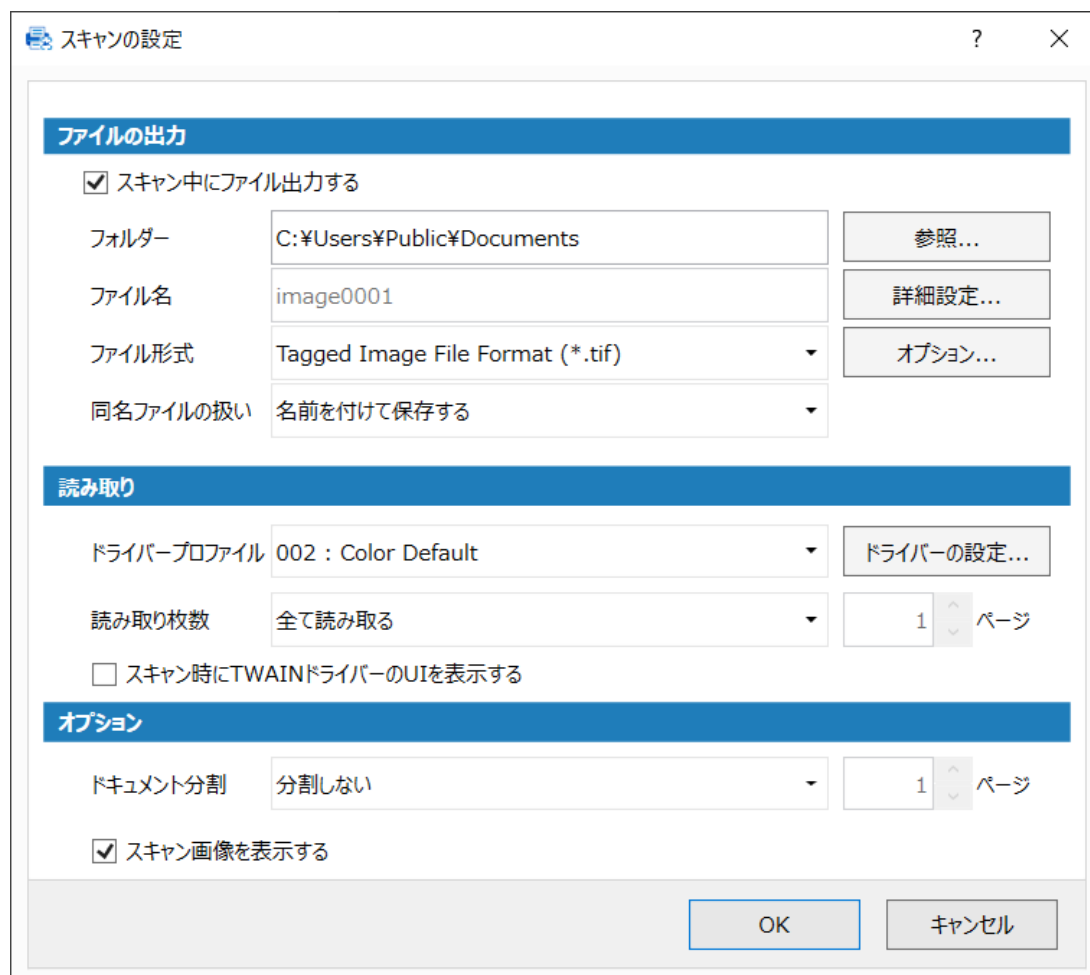 スキャンの設定
?
ファイルの出力
スキャン中にファイル出力する
フォルダー C:¥Users¥Public¥Documents 参照...
ファイル名 image0001 詳細設定...
ファイル形式 Tagged Image File Format (*.tif) オプション...
同名ファイルの扱い 名前を付けて保存する
読み取り
ドライバープロファイル 002 : Color Default ドライバーの設定...
読み取り枚数 全て読み取る 1 ページ
スキャン時にTWAINドライバーのUIを表示する
オプション
ドキュメント分割 分割しない 1 ページ
スキャン画像を表示する
OK キャンセル